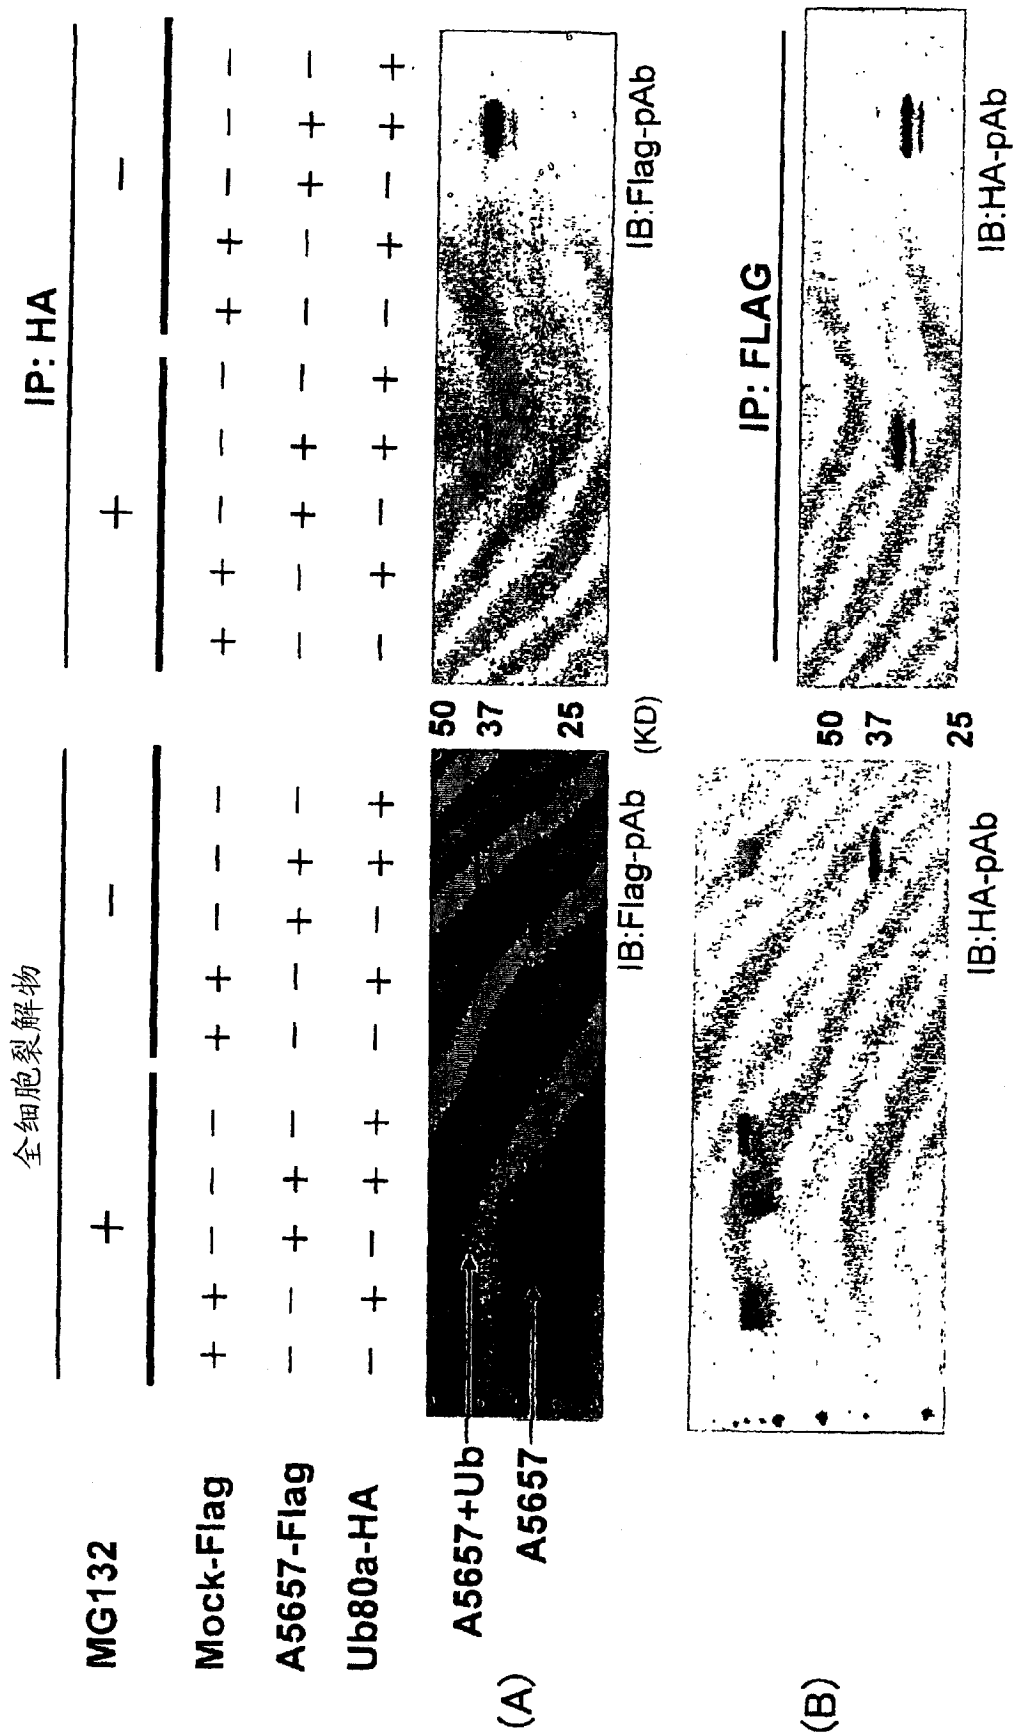 全细胞裂解物 IP: HA
MG132 + − + −
Mock-Flag + + − − − + + − − − + + − − − + + − − −
A5657-Flag − − + + − − − + + − − − + + − − − + + −
Ub80a-HA − + − + + − + − + + − + − + + − + − + +
(A)
A5657+Ub
A5657
50
37
25
(KD)
IB:Flag-pAb IB:Flag-pAb
IP: FLAG
(B)
50
37
25
IB:HA-pAb IB:HA-pAb